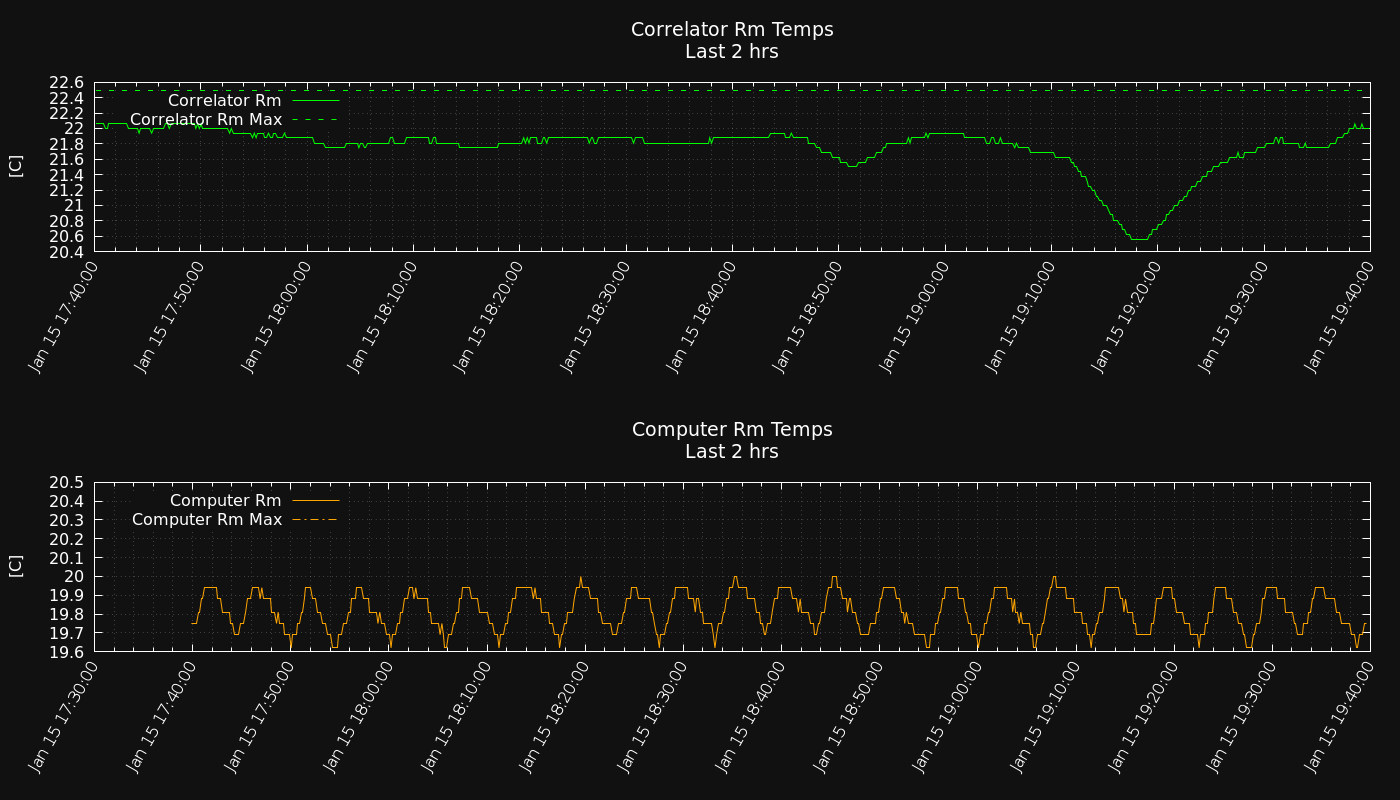 Correlator Rm Temps
Last 2 hrs
22.6
22.4
22.2
22
21.8
21.6
21.4
21.2
21
20.8
20.6
20.4
[C]
Correlator Rm
Correlator Rm Max
Jan 15 17:40:00
Jan 15 17:50:00
Jan 15 18:00:00
Jan 15 18:10:00
Jan 15 18:20:00
Jan 15 18:30:00
Jan 15 18:40:00
Jan 15 18:50:00
Jan 15 19:00:00
Jan 15 19:10:00
Jan 15 19:20:00
Jan 15 19:30:00
Jan 15 19:40:00
Computer Rm Temps
Last 2 hrs
20.5
20.4
20.3
20.2
20.1
20
19.9
19.8
19.7
19.6
[C]
Computer Rm
Computer Rm Max
Jan 15 17:30:00
Jan 15 17:40:00
Jan 15 17:50:00
Jan 15 18:00:00
Jan 15 18:10:00
Jan 15 18:20:00
Jan 15 18:30:00
Jan 15 18:40:00
Jan 15 18:50:00
Jan 15 19:00:00
Jan 15 19:10:00
Jan 15 19:20:00
Jan 15 19:30:00
Jan 15 19:40:00